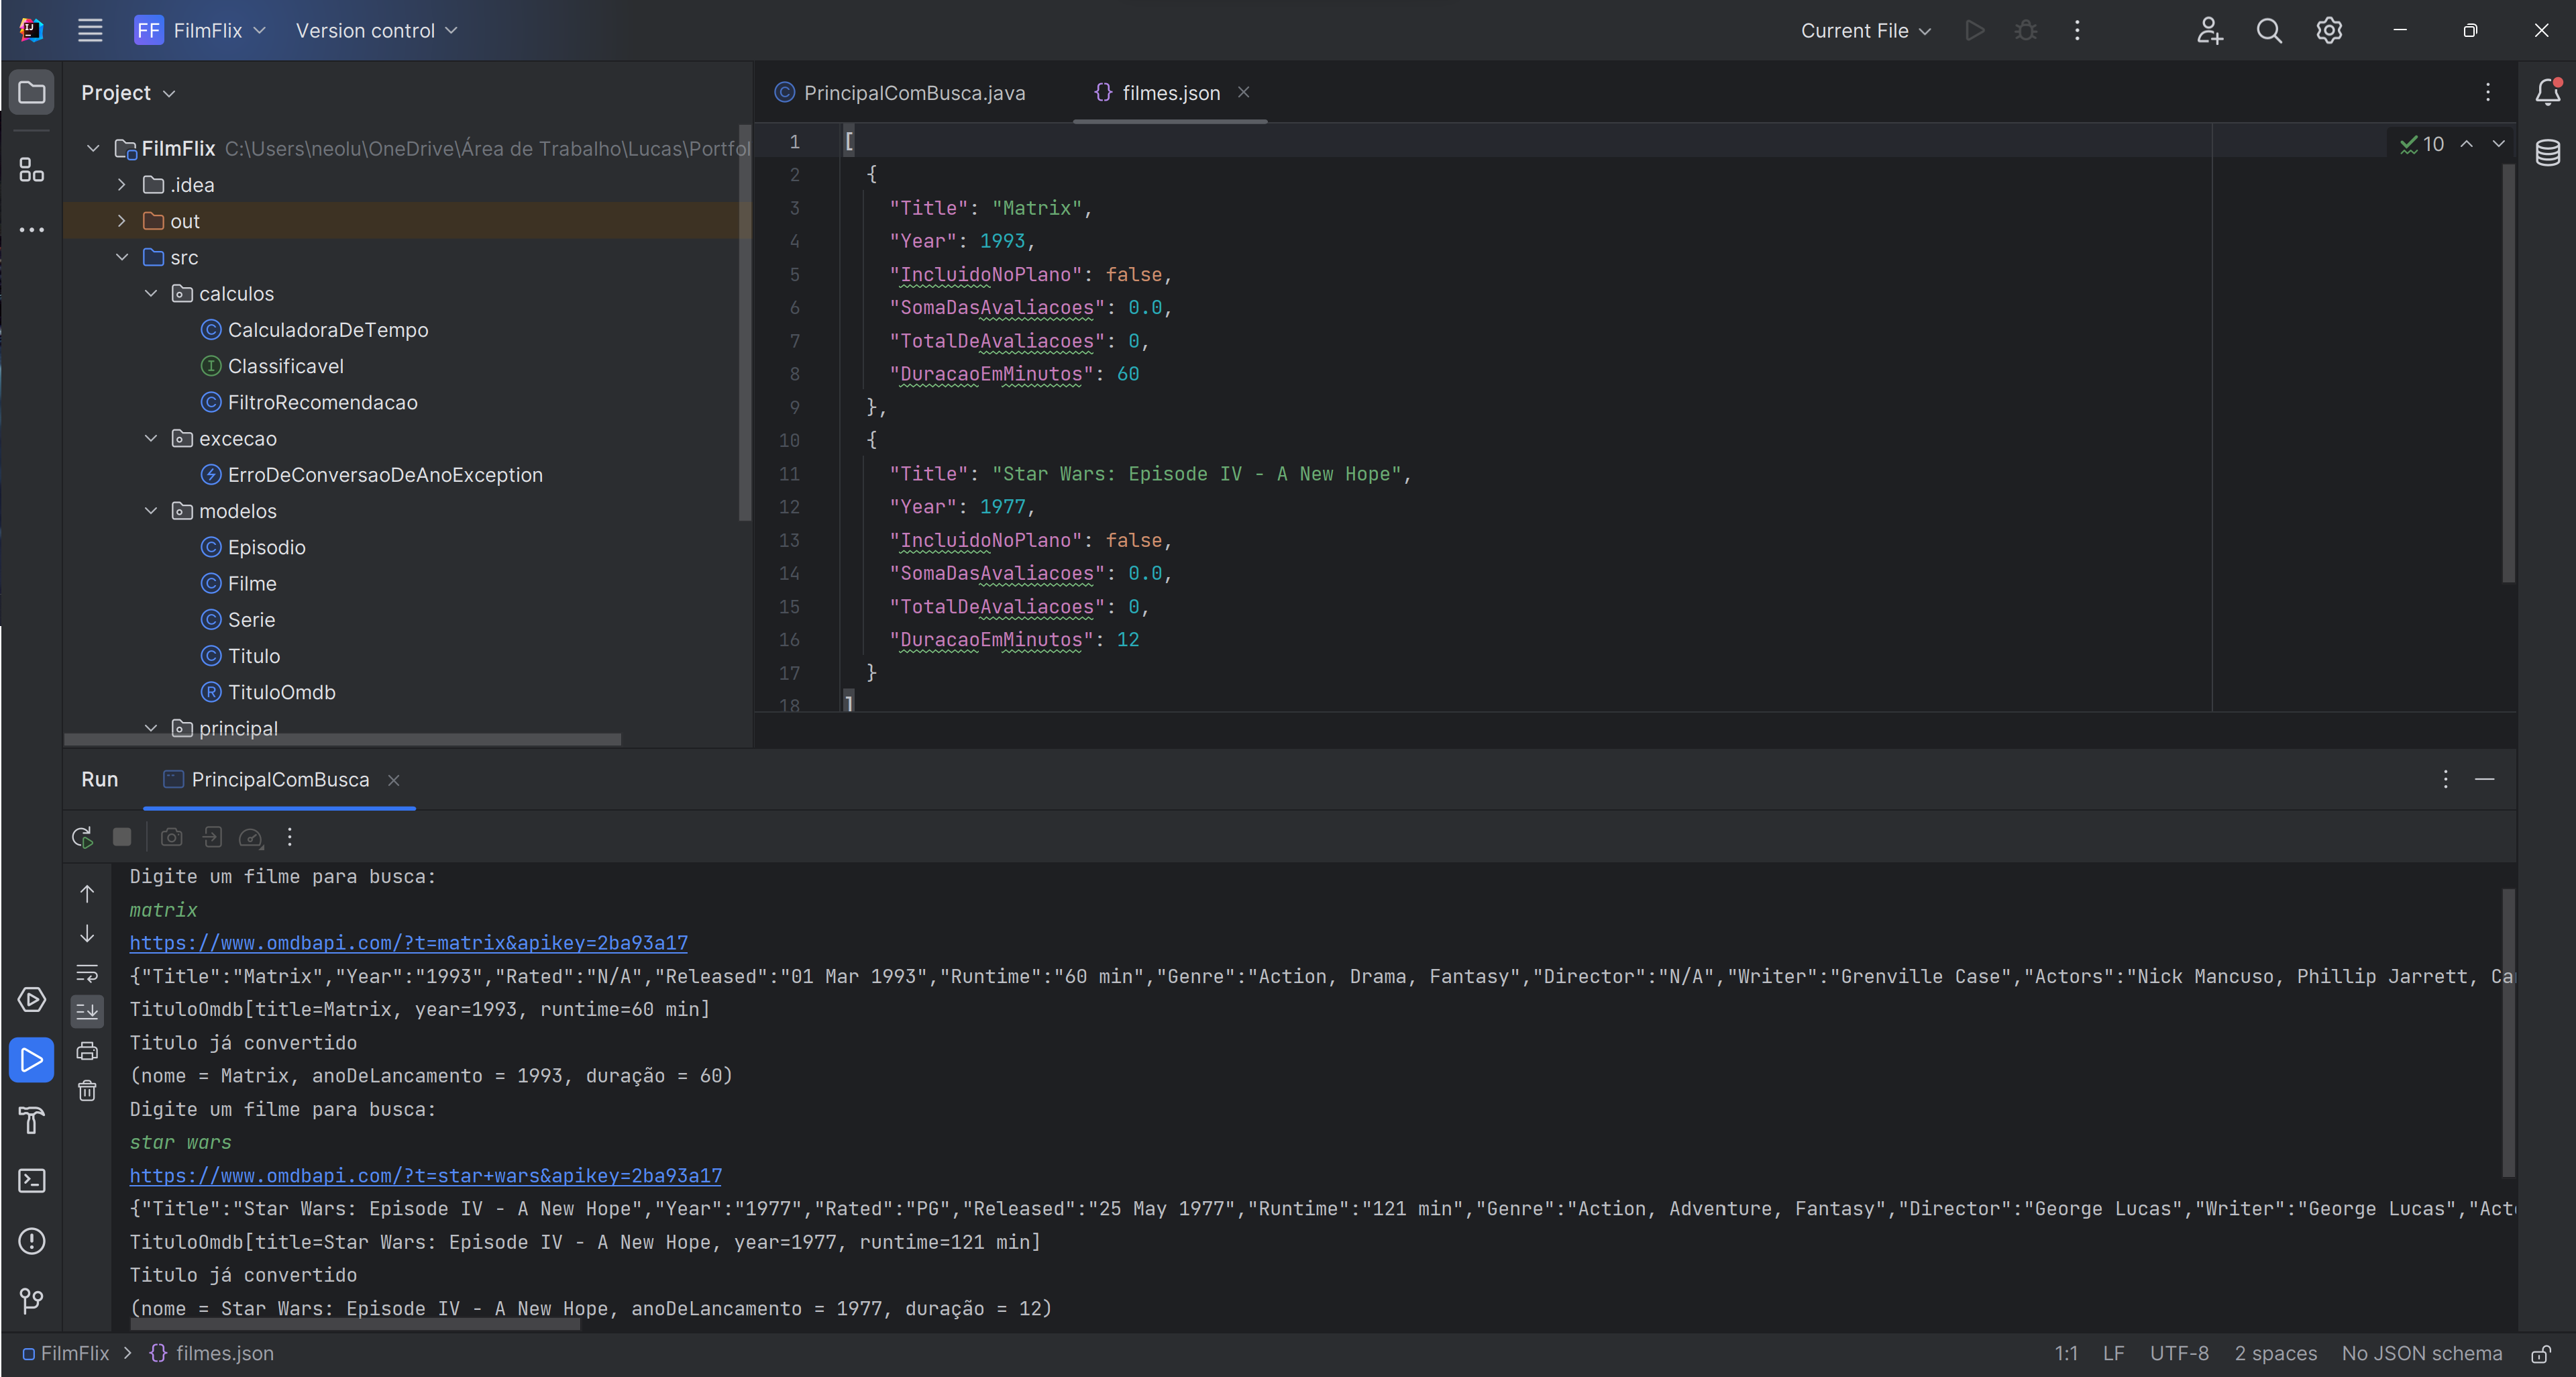 FF FilmFlix Version control Current File
Project
FilmFlix C:\Users\neolu\OneDrive\Área de Trabalho\Lucas\Portfol
.idea
out
src
calculos
CalculadoraDeTempo
Classificavel
FiltroRecomendacao
excecao
ErroDeConversaoDeAnoException
modelos
Episodio
Filme
Serie
Titulo
TituloOmdb
principal
PrincipalComBusca.java filmes.json
10
1 [
2 {
3 "Title": "Matrix",
4 "Year": 1993,
5 "IncluidoNoPlano": false,
6 "SomaDasAvaliacoes": 0.0,
7 "TotalDeAvaliacoes": 0,
8 "DuracaoEmMinutos": 60
9 },
10 {
11 "Title": "Star Wars: Episode IV - A New Hope",
12 "Year": 1977,
13 "IncluidoNoPlano": false,
14 "SomaDasAvaliacoes": 0.0,
15 "TotalDeAvaliacoes": 0,
16 "DuracaoEmMinutos": 12
17 }
18 ]
Run PrincipalComBusca
Digite um filme para busca:
matrix
https://www.omdbapi.com/?t=matrix&apikey=2ba93a17
{"Title":"Matrix","Year":"1993","Rated":"N/A","Released":"01 Mar 1993","Runtime":"60 min","Genre":"Action, Drama, Fantasy","Director":"N/A","Writer":"Grenville Case","Actors":"Nick Mancuso, Phillip Jarrett, Ca
TituloOmdb[title=Matrix, year=1993, runtime=60 min]
Titulo já convertido
(nome = Matrix, anoDeLancamento = 1993, duração = 60)
Digite um filme para busca:
star wars
https://www.omdbapi.com/?t=star+wars&apikey=2ba93a17
{"Title":"Star Wars: Episode IV - A New Hope","Year":"1977","Rated":"PG","Released":"25 May 1977","Runtime":"121 min","Genre":"Action, Adventure, Fantasy","Director":"George Lucas","Writer":"George Lucas","Act
TituloOmdb[title=Star Wars: Episode IV - A New Hope, year=1977, runtime=121 min]
Titulo já convertido
(nome = Star Wars: Episode IV - A New Hope, anoDeLancamento = 1977, duração = 12)
FilmFlix > {} filmes.json 1:1 LF UTF-8 2 spaces No JSON schema